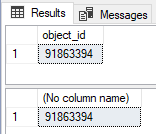 Results Messages
object_id
1 91863394
(No column name)
1 91863394